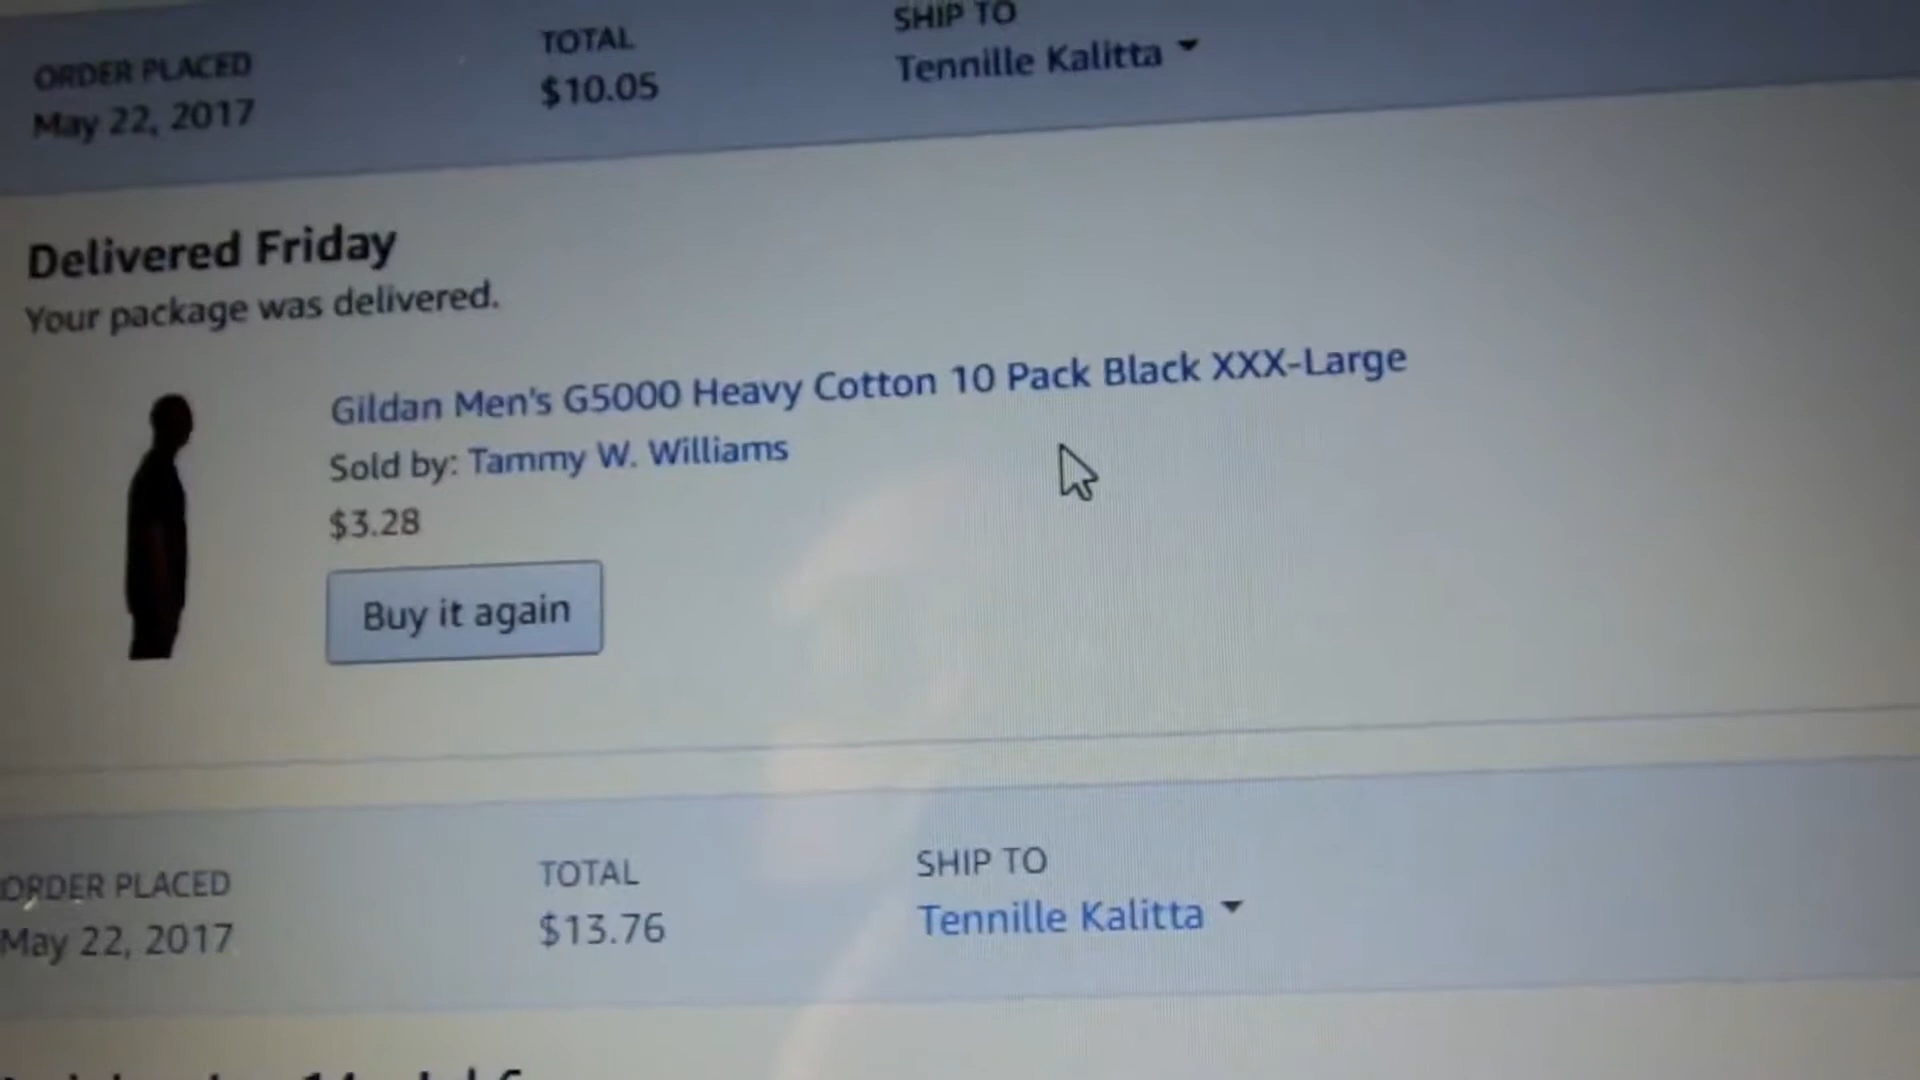 ORDER PLACED
May 22, 2017
TOTAL
$10.05
SHIP TO
Tennille Kalitta
Delivered Friday
Your package was delivered.
Gildan Men's G5000 Heavy Cotton 10 Pack Black XXX-Large
Sold by: Tammy W. Williams
$3.28
Buy it again
ORDER PLACED
May 22, 2017
TOTAL
$13.76
SHIP TO
Tennille Kalitta